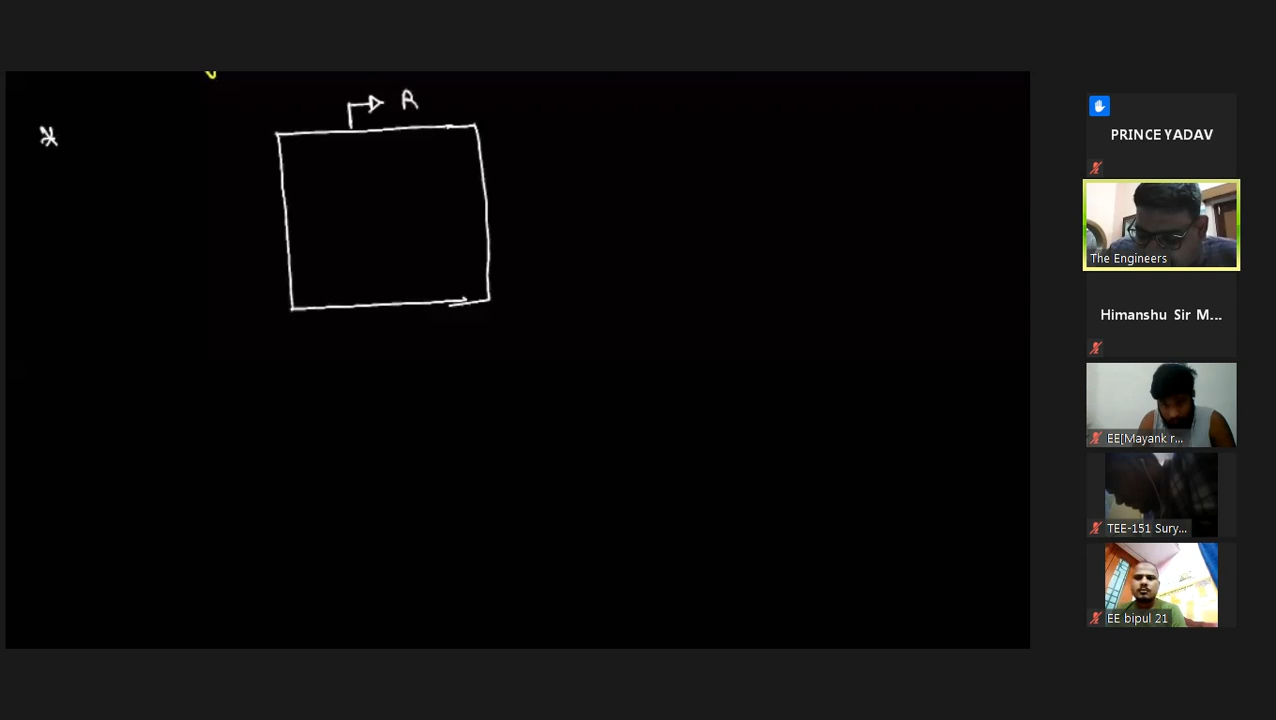 R
*
PRINCE YADAV
The Engineers
Himanshu Sir M...
EE[Mayank r...
TEE-151 Sury...
EE bipul 21